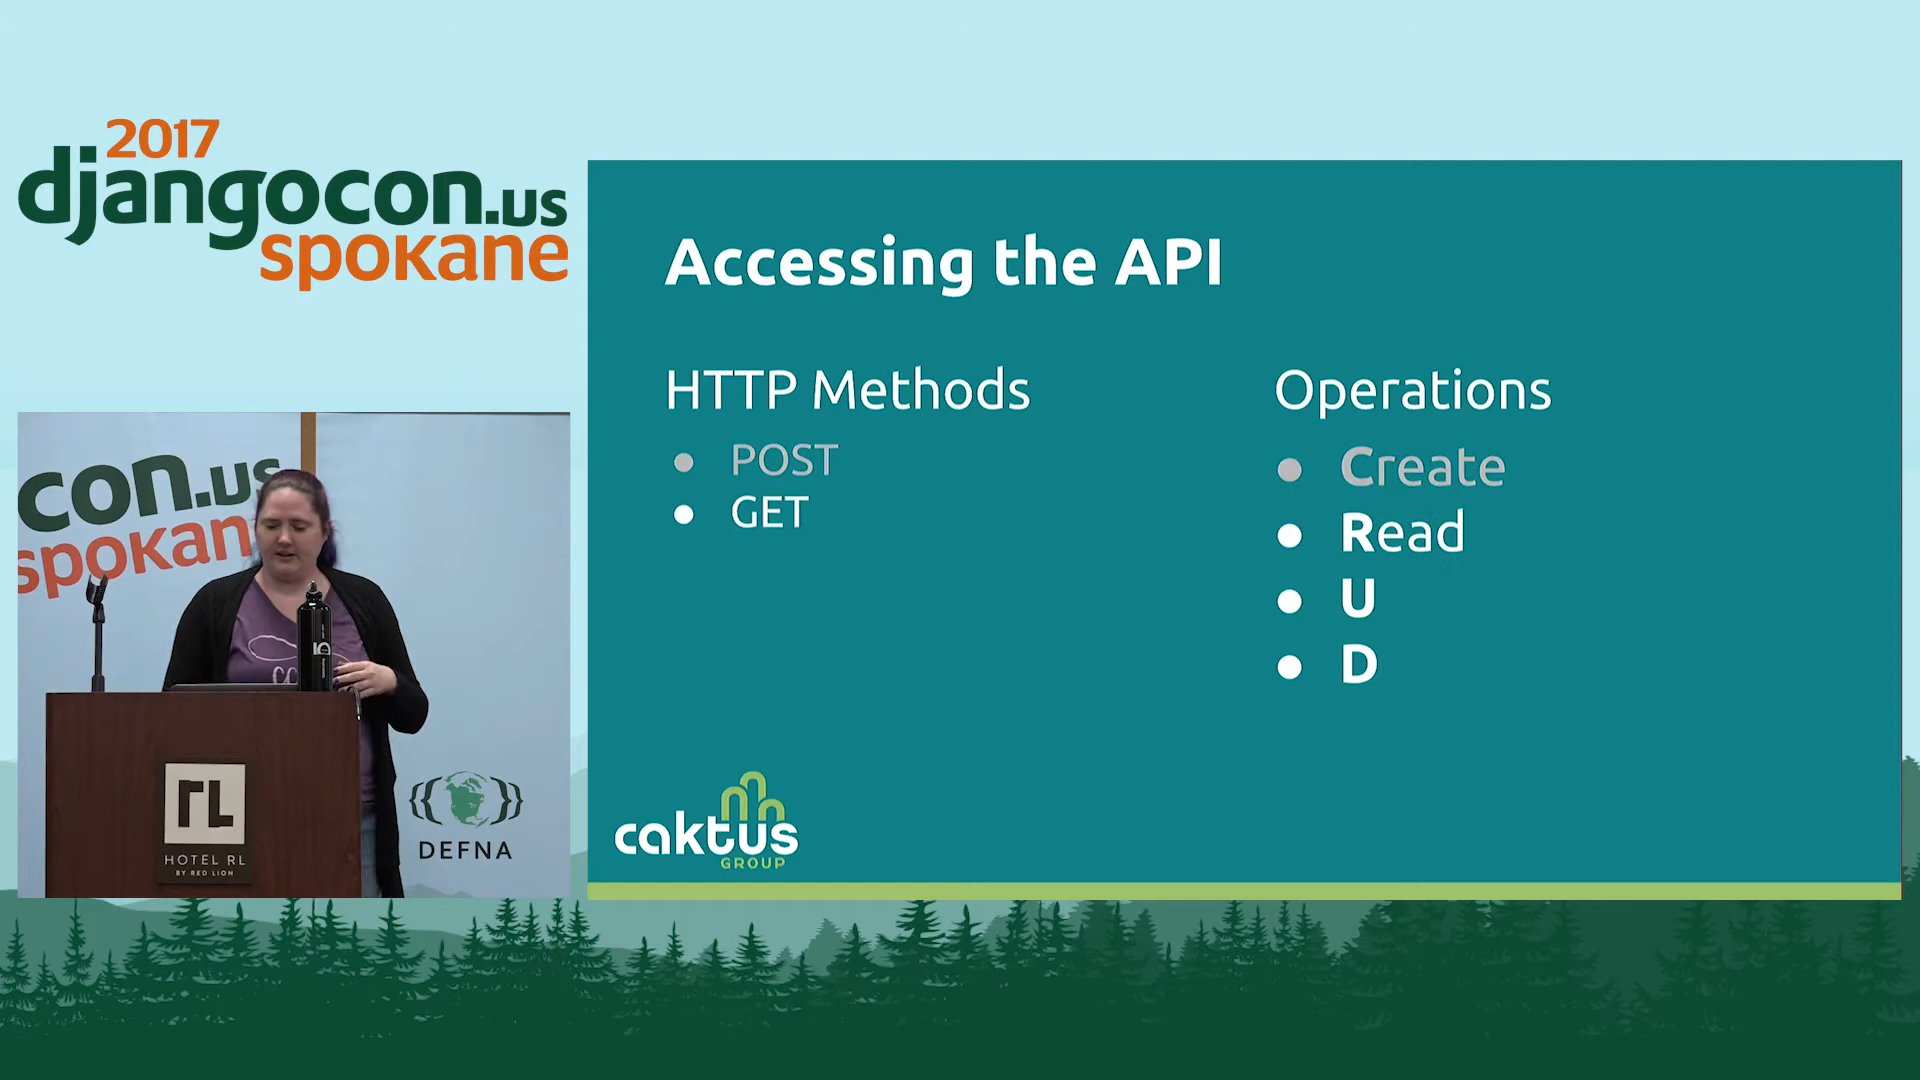 2017
djangocon.us
spokane
Accessing the API
HTTP Methods
POST
GET
Operations
Create
Read
U
D
caktus
GROUP
con.us
spokan
rL
HOTEL RL
BY RED LION
DEFNA